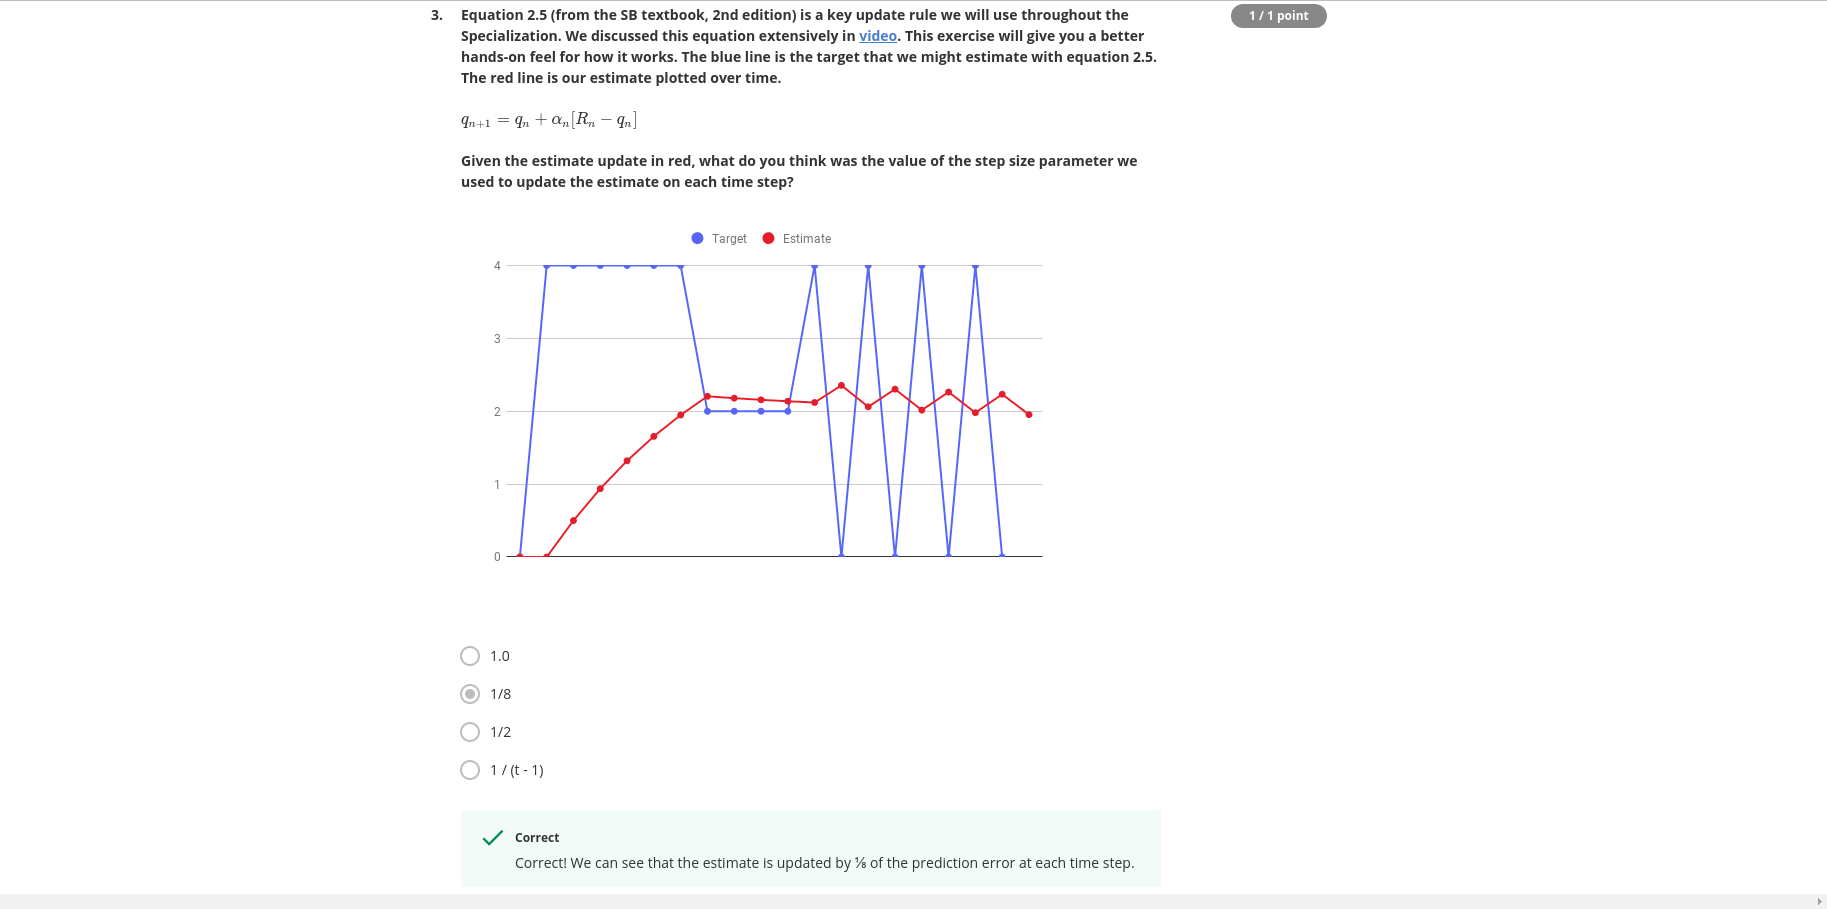 3. Equation 2.5 (from the SB textbook, 2nd edition) is a key update rule we will use throughout the
1 / 1 point
Specialization. We discussed this equation extensively in video. This exercise will give you a better
hands-on feel for how it works. The blue line is the target that we might estimate with equation 2.5.
The red line is our estimate plotted over time.
qₙ₊₁ = qₙ + αₙ[Rₙ − qₙ]
Given the estimate update in red, what do you think was the value of the step size parameter we
used to update the estimate on each time step?
Target Estimate
4
3
2
1
0
1.0
1/8
1/2
1 / (t - 1)
Correct
Correct! We can see that the estimate is updated by ⅛ of the prediction error at each time step.